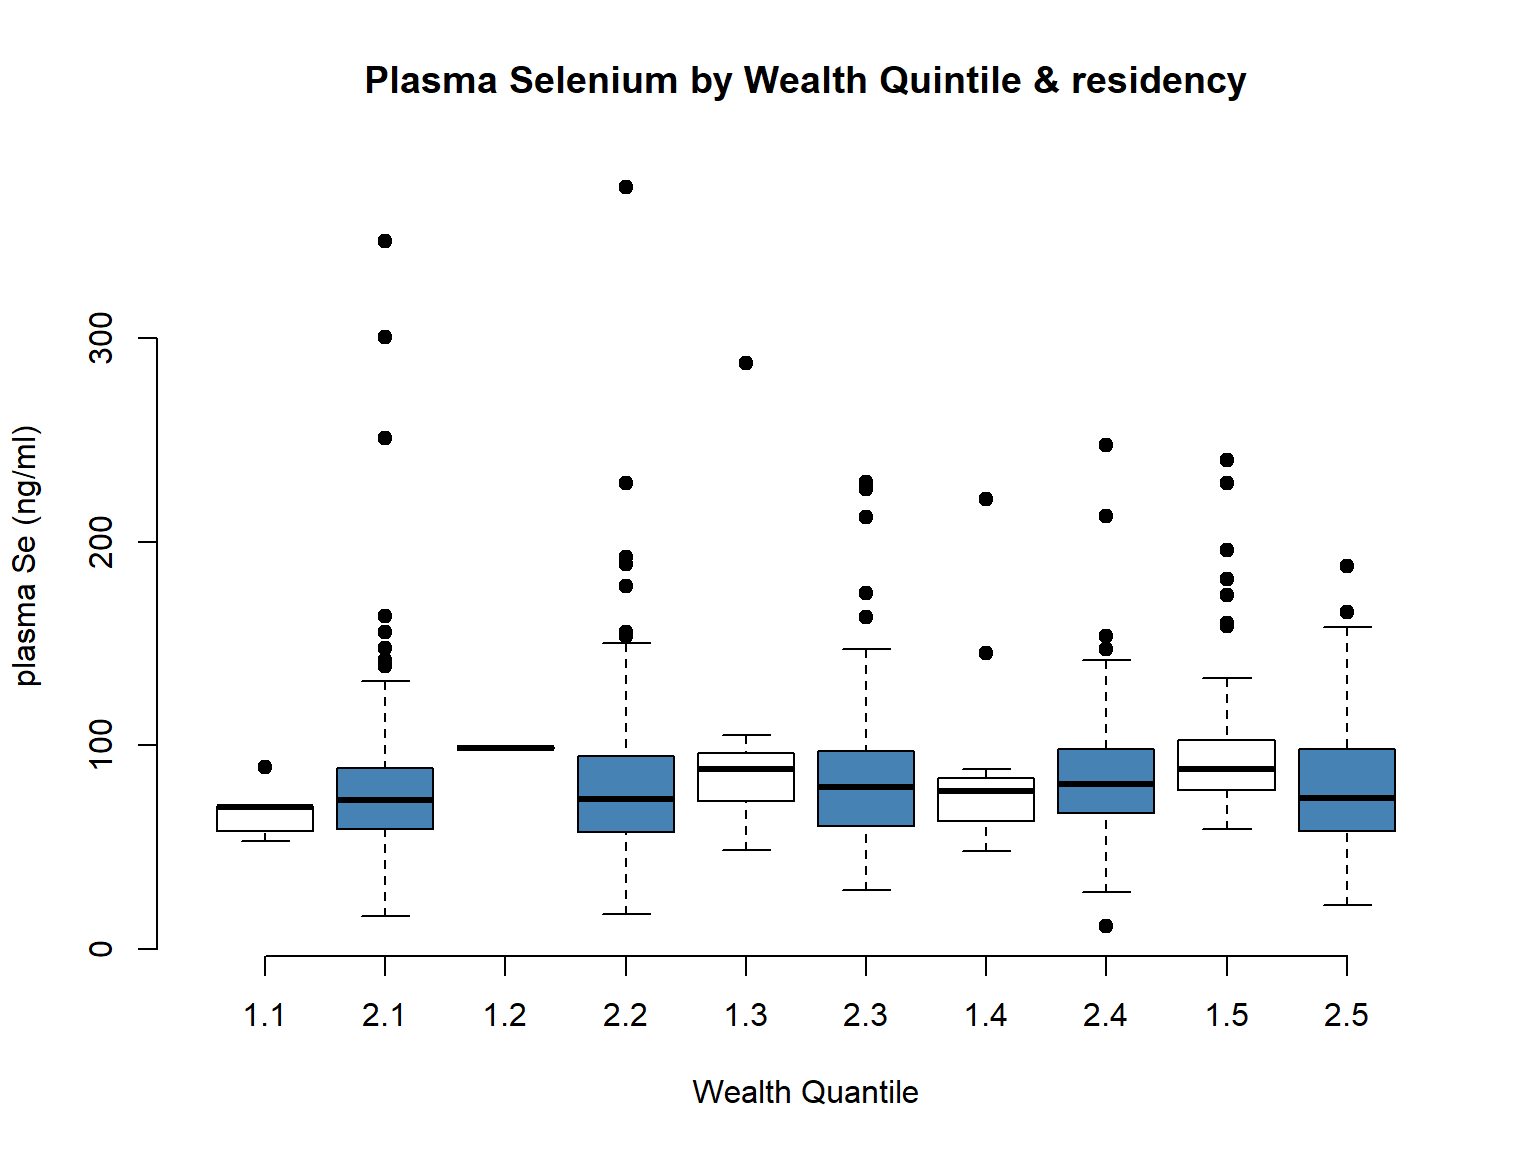 Plasma Selenium by Wealth Quintile & residency
plasma Se (ng/ml)
300
200
100
0
1.1 2.1 1.2 2.2 1.3 2.3 1.4 2.4 1.5 2.5
Wealth Quantile